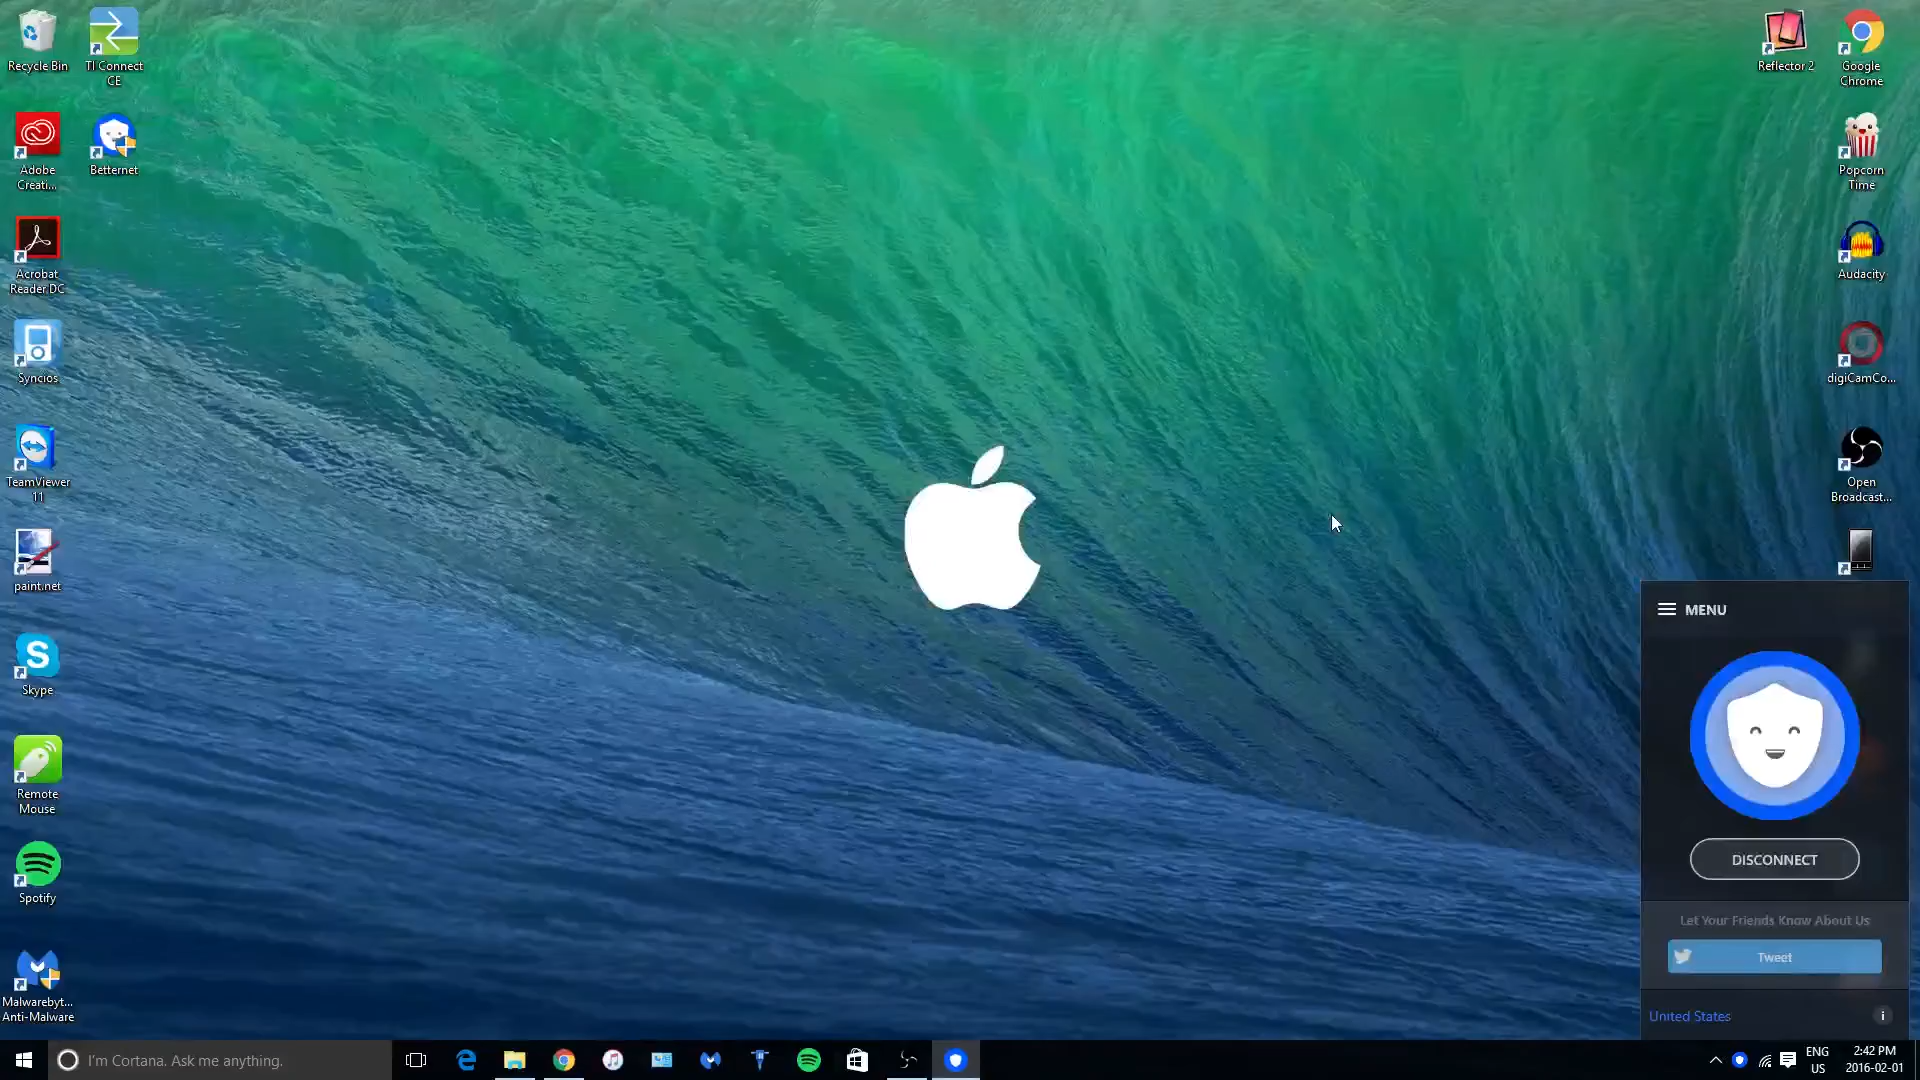 Recycle Bin
TI Connect
CE
Reflector 2
Google
Chrome
Adobe
Creati...
Betternet
Popcorn
Time
Acrobat
Reader DC
Audacity
Syncios
digiCamCo...
TeamViewer
11
Open
Broadcast...
paint.net
MENU
Skype
Remote
Mouse
DISCONNECT
Spotify
Let Your Friends Know About Us
Tweet
Malwarebyt...
Anti-Malware
United States
I'm Cortana. Ask me anything.
ENG
US
2:42 PM
2016-02-01